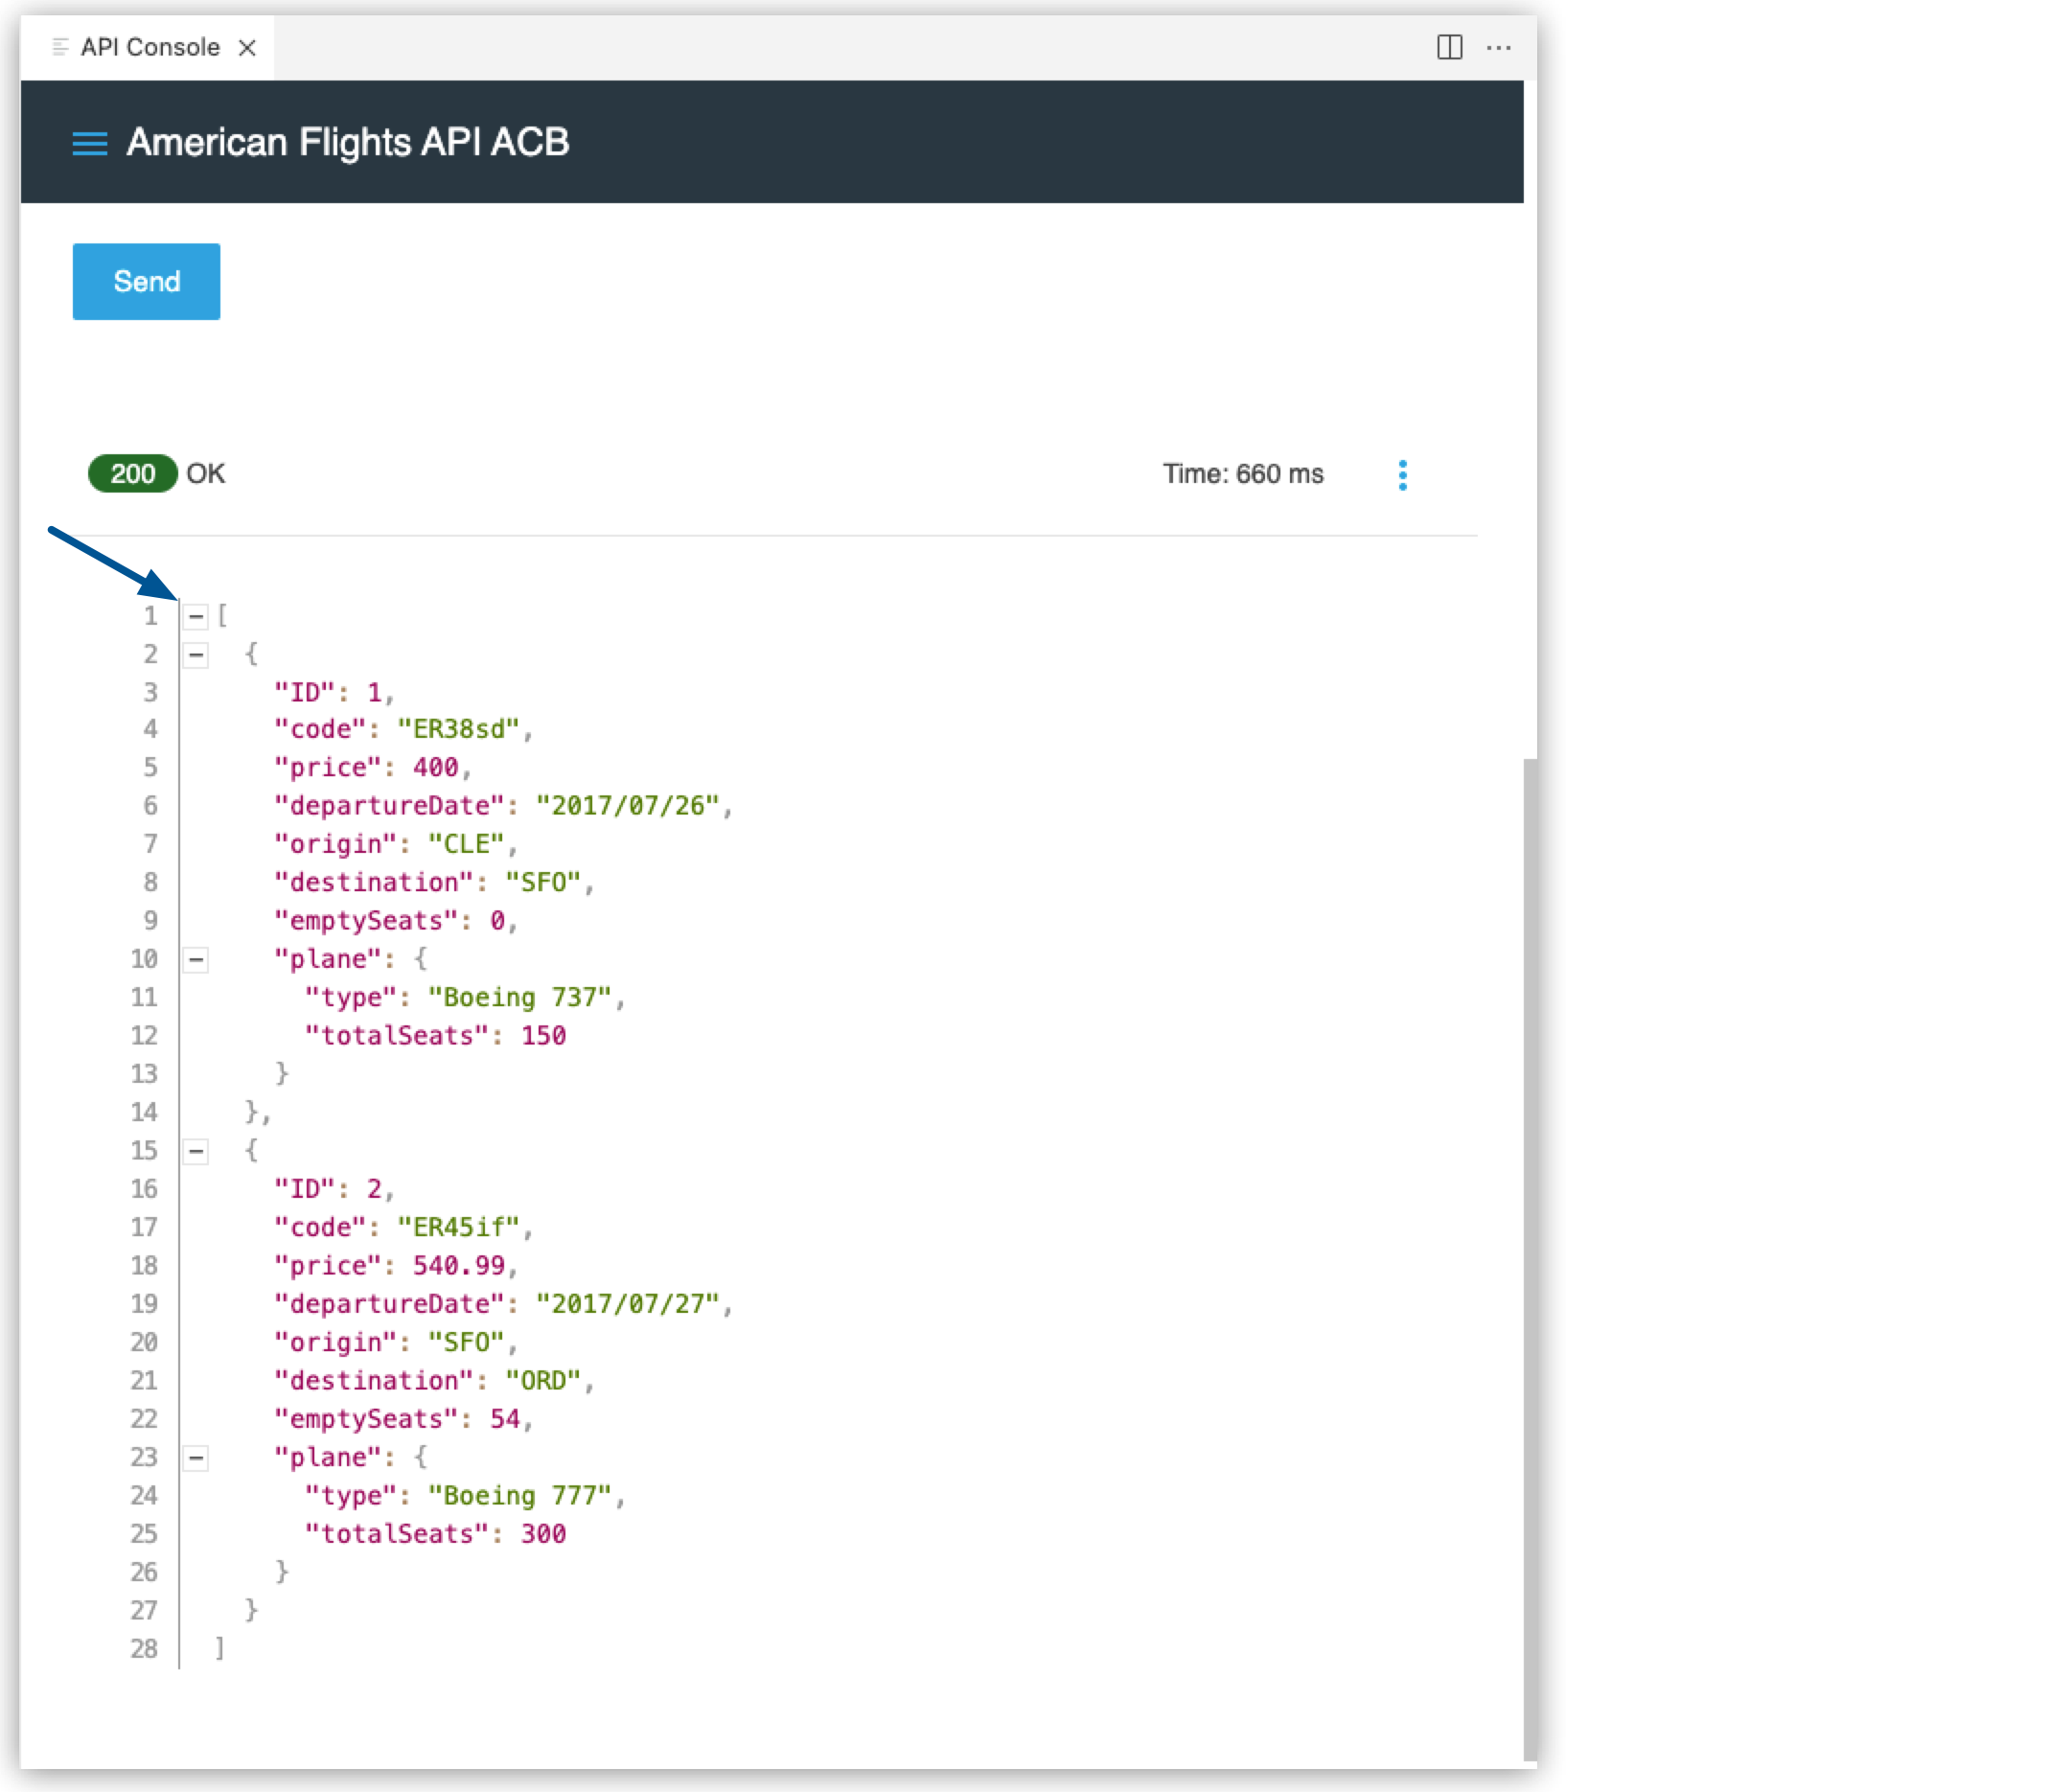 API Console
American Flights API ACB
Send
200 OK Time: 660 ms
1 [
2 {
3 "ID": 1,
4 "code": "ER38sd",
5 "price": 400,
6 "departureDate": "2017/07/26",
7 "origin": "CLE",
8 "destination": "SFO",
9 "emptySeats": 0,
10 "plane": {
11 "type": "Boeing 737",
12 "totalSeats": 150
13 }
14 },
15 {
16 "ID": 2,
17 "code": "ER45if",
18 "price": 540.99,
19 "departureDate": "2017/07/27",
20 "origin": "SFO",
21 "destination": "ORD",
22 "emptySeats": 54,
23 "plane": {
24 "type": "Boeing 777",
25 "totalSeats": 300
26 }
27 }
28 ]